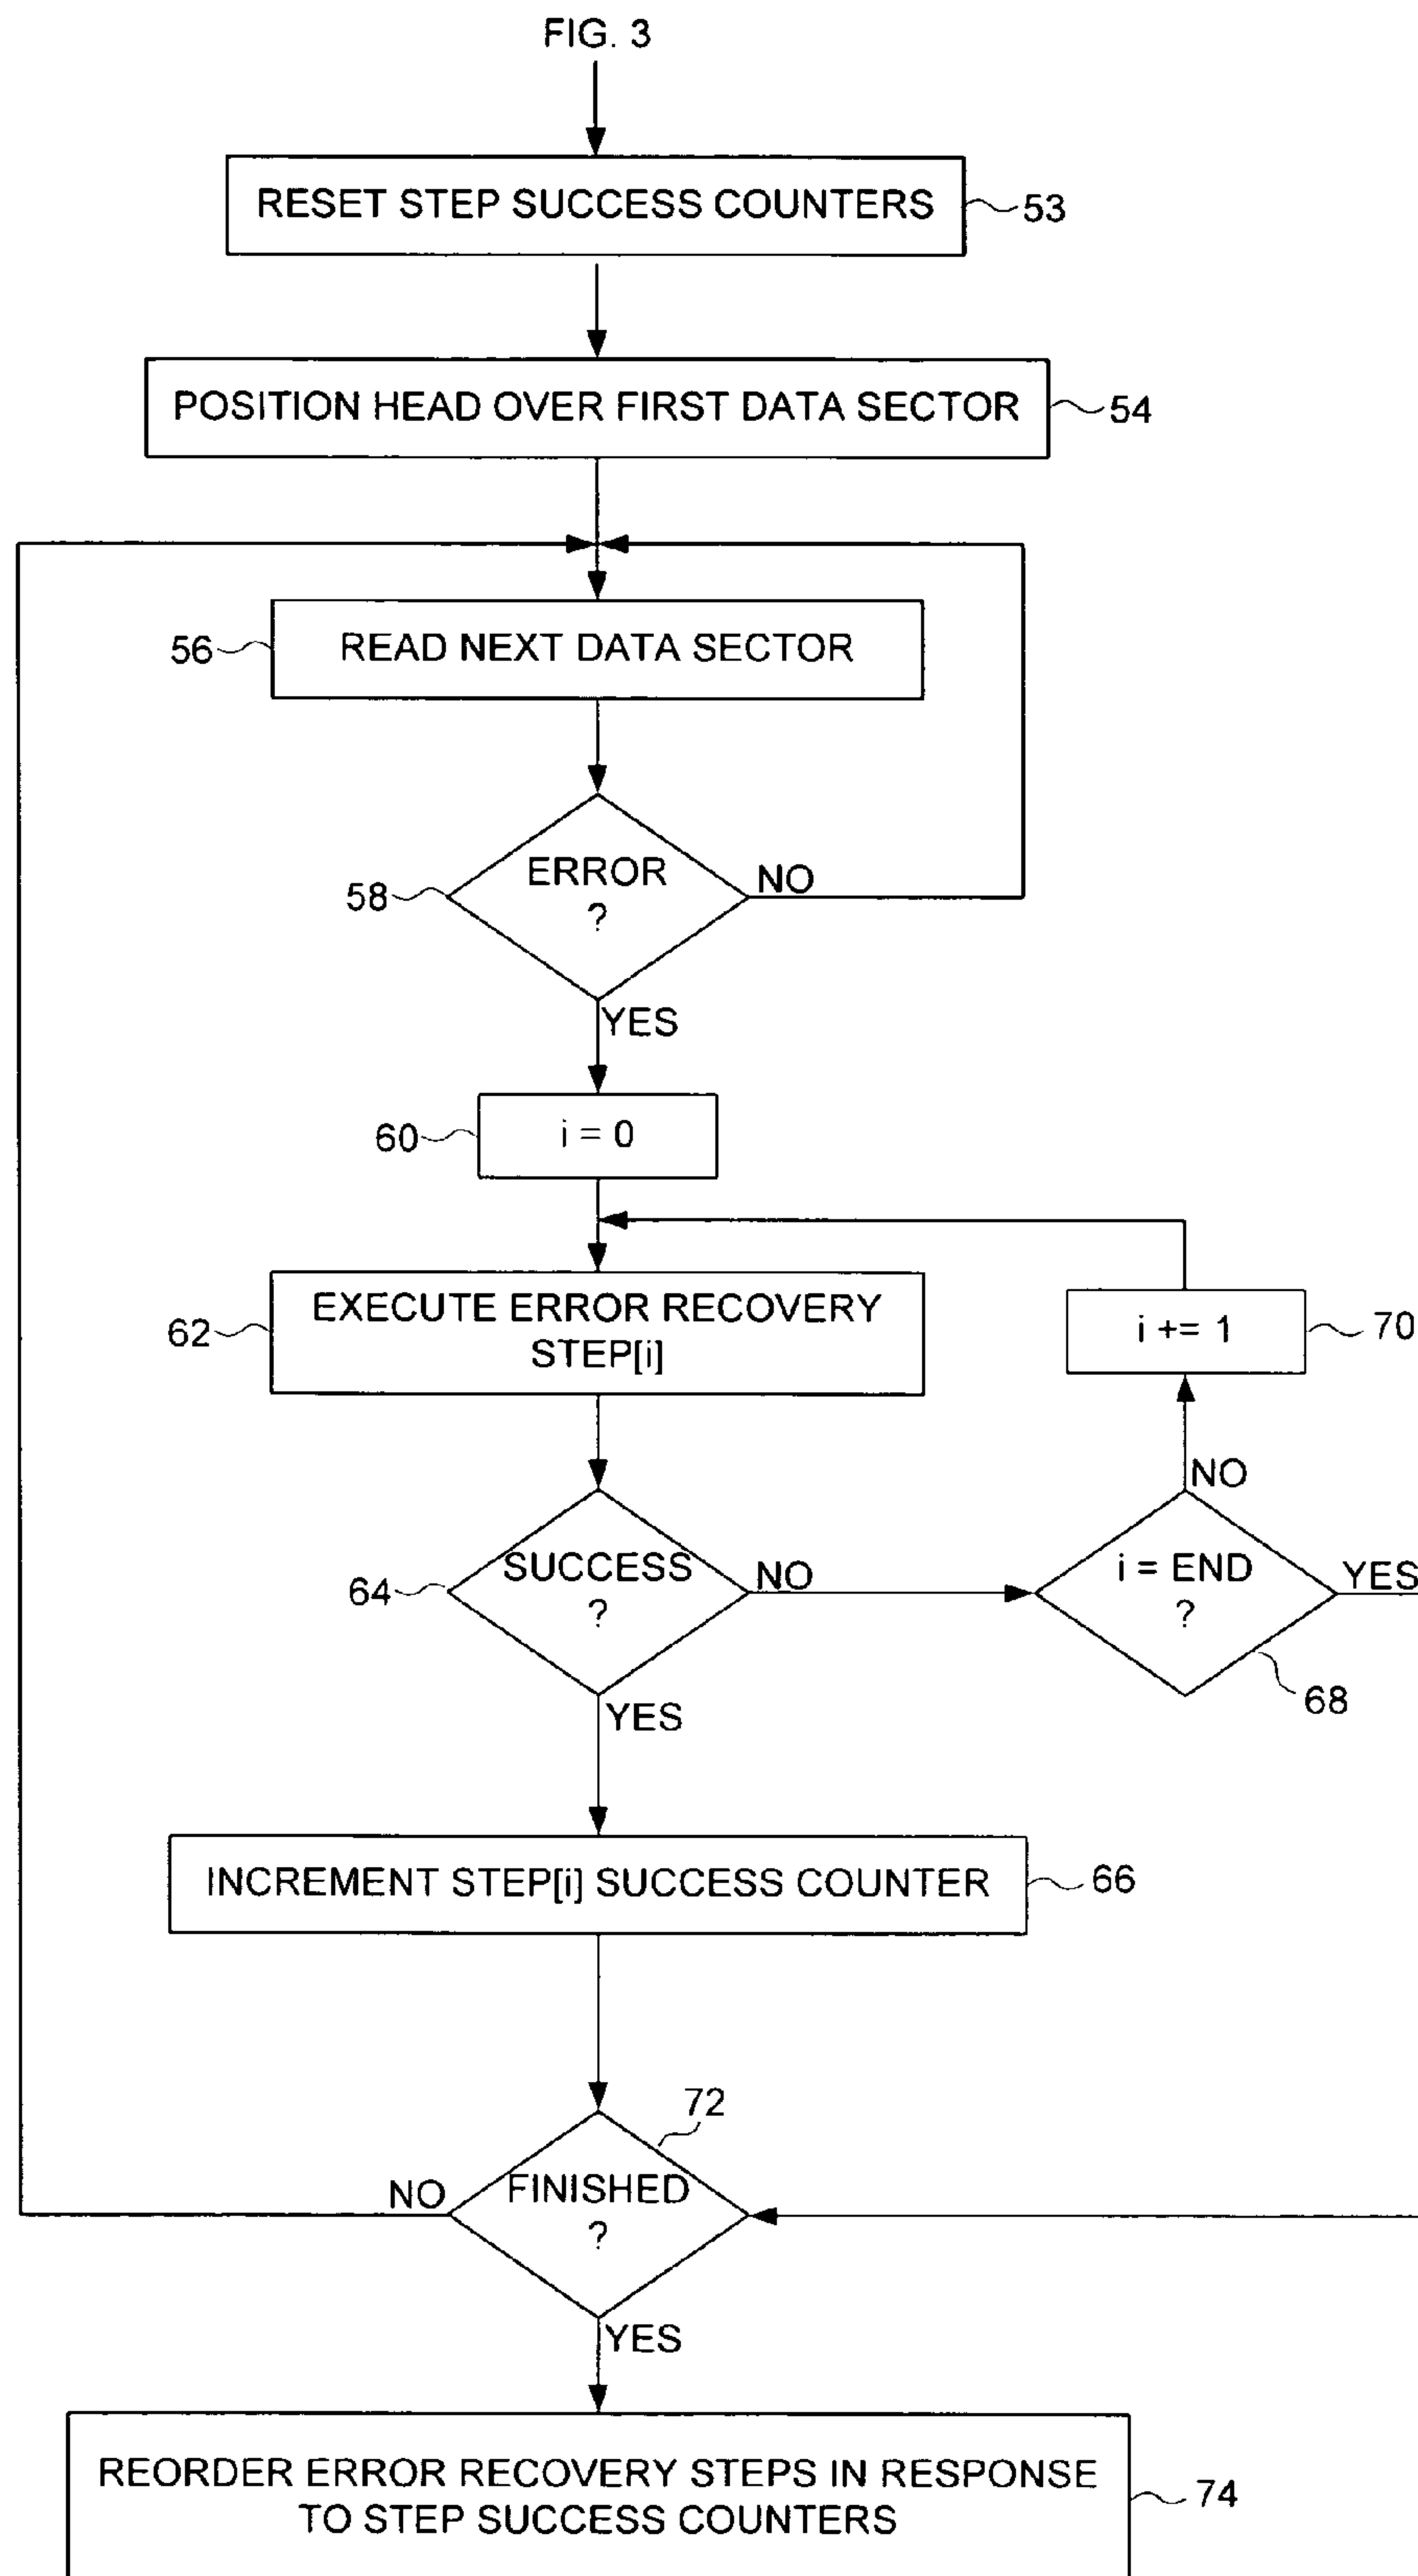 FIG. 3
RESET STEP SUCCESS COUNTERS
53
POSITION HEAD OVER FIRST DATA SECTOR
54
56
READ NEXT DATA SECTOR
58
ERROR
?
NO
YES
60
i = 0
62
EXECUTE ERROR RECOVERY
STEP[i]
i += 1
70
64
SUCCESS
?
NO
NO
i = END
?
YES
68
YES
INCREMENT STEP[i] SUCCESS COUNTER
66
72
NO
FINISHED
?
YES
REORDER ERROR RECOVERY STEPS IN RESPONSE
TO STEP SUCCESS COUNTERS
74